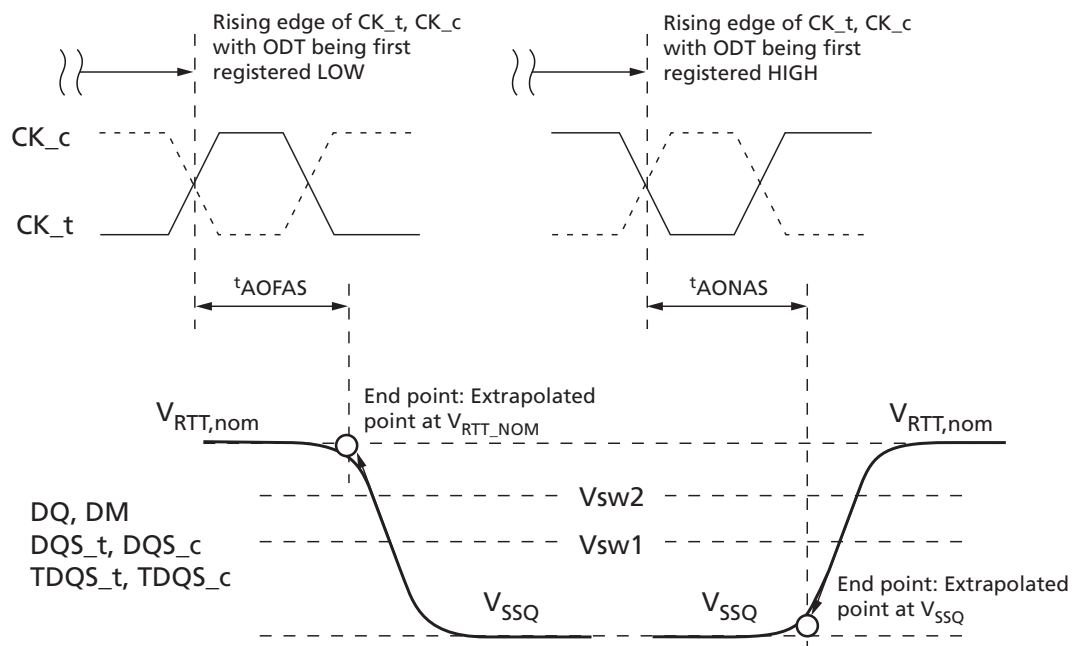 Rising edge of CK_t, CK_c
with ODT being first
registered LOW
Rising edge of CK_t, CK_c
with ODT being first
registered HIGH
CK_c
CK_t
tAOFAS
tAONAS
VRTT,nom
End point: Extrapolated
point at VRTT_NOM
VRTT,nom
Vsw2
Vsw1
DQ, DM
DQS_t, DQS_c
TDQS_t, TDQS_c
VSSQ
VSSQ
End point: Extrapolated
point at VSSQ